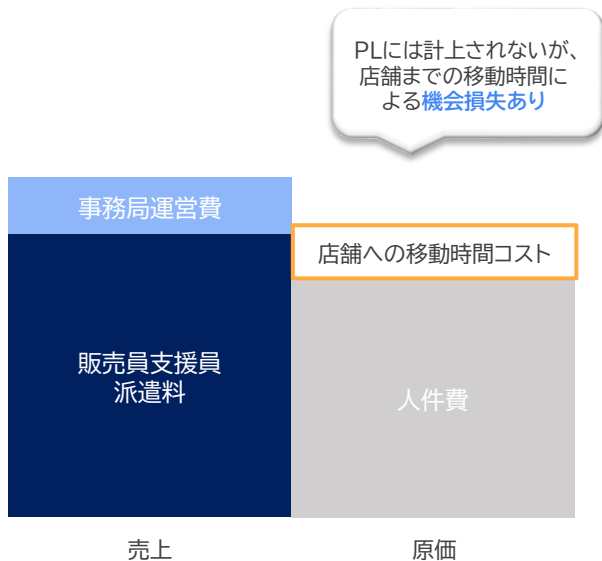 PLには計上されないが、
店舗までの移動時間に
よる機会損失あり
事務局運営費
店舗への移動時間コスト
販売員支援員
派遣料
人件費
売上
原価